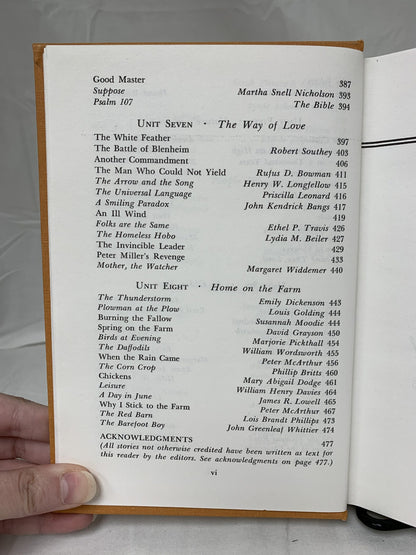 Good Master 387
Suppose Martha Snell Nicholson 393
Psalm 107 The Bible 394
UNIT SEVEN · The Way of Love
The White Feather 397
The Battle of Blenheim Robert Southey 403
Another Commandment 406
The Man Who Could Not Yield Rufus D. Bowman 411
The Arrow and the Song Henry W. Longfellow 415
The Universal Language Priscilla Leonard 416
A Smiling Paradox John Kendrick Bangs 417
An Ill Wind 419
Folks are the Same Ethel P. Travis 426
The Homeless Hobo Lydia M. Beiler 428
The Invincible Leader 429
Peter Miller's Revenge 433
Mother, the Watcher Margaret Widdemer 440
UNIT EIGHT · Home on the Farm
The Thunderstorm Emily Dickenson 443
Plowman at the Plow Louis Golding 444
Burning the Fallow Susannah Moodie 444
Spring on the Farm David Grayson 450
Birds at Evening Marjorie Pickthall 454
The Daffodils William Wordsworth 455
When the Rain Came Peter McArthur 456
The Corn Crop Philip Britts 460
Chickens Mary Abigail Dodge 461
Leisure William Henry Davies 464
A Day in June James R. Lowell 465
Why I Stick to the Farm Peter McArthur 467
The Red Barn Lois Brandt Phillips 473
The Barefoot Boy John Greenleaf Whittier 474
ACKNOWLEDGMENTS 477
(All stories not otherwise credited have been written as text for
this reader by the editors. See acknowledgments on page 477.)
vi